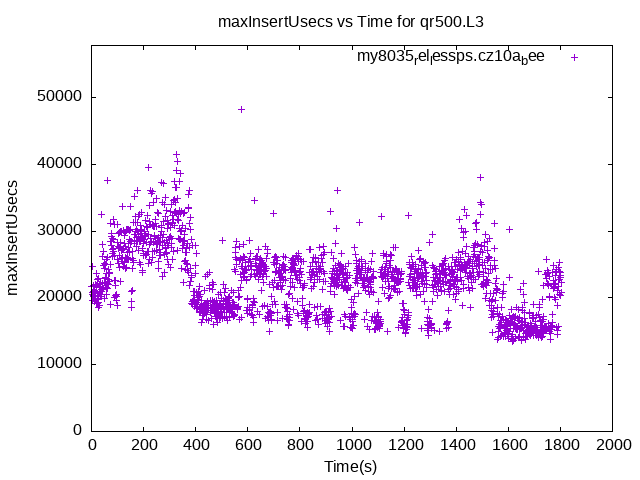 maxInsertUsecs vs Time for qr500.L3
my8035relessps.cz10abee
50000
40000
30000
20000
10000
0
maxInsertUsecs
0 200 400 600 800 1000 1200 1400 1600 1800 2000
Time(s)